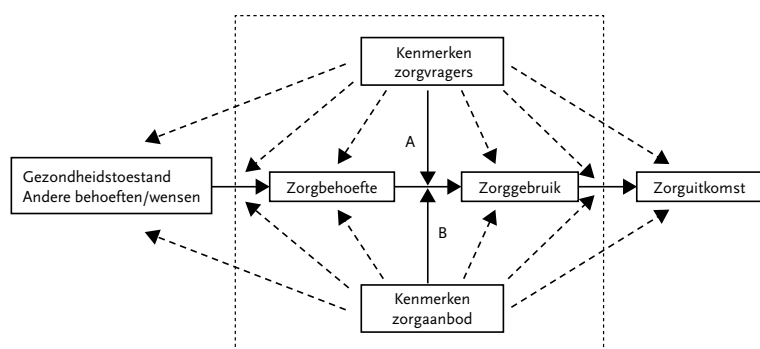 Kenmerken
zorgvragers
A
Gezondheidstoestand
Andere behoeften/wensen
Zorgbehoefte
Zorggebruik
Zorguitkomst
B
Kenmerken
zorgaanbod